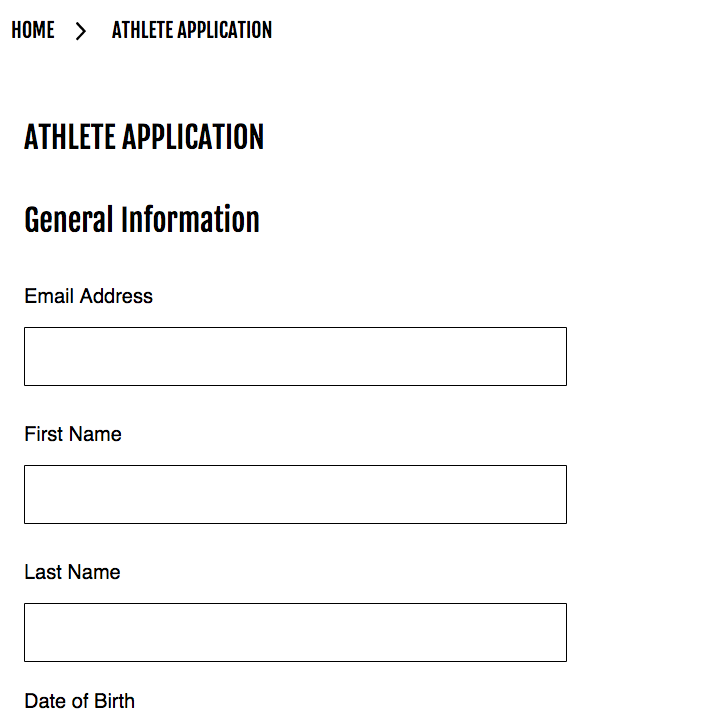 HOME > ATHLETE APPLICATION
ATHLETE APPLICATION
General Information
Email Address
First Name
Last Name
Date of Birth